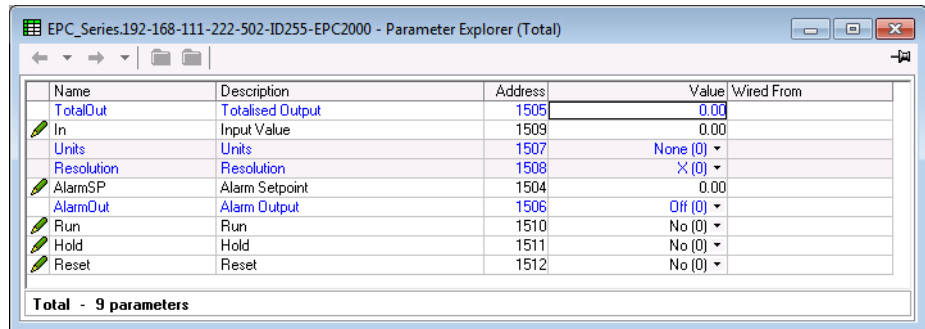 EPC_Series.192-168-111-222-502-ID255-EPC2000 - Parameter Explorer (Total)
Name Description Address Value Wired From
TotalOut Totalised Output 1505 0.00
In Input Value 1509 0.00
Units Units 1507 None (0)
Resolution Resolution 1508 X (0)
AlarmSP Alarm Setpoint 1504 0.00
AlarmOut Alarm Output 1506 Off (0)
Run Run 1510 No (0)
Hold Hold 1511 No (0)
Reset Reset 1512 No (0)
Total - 9 parameters